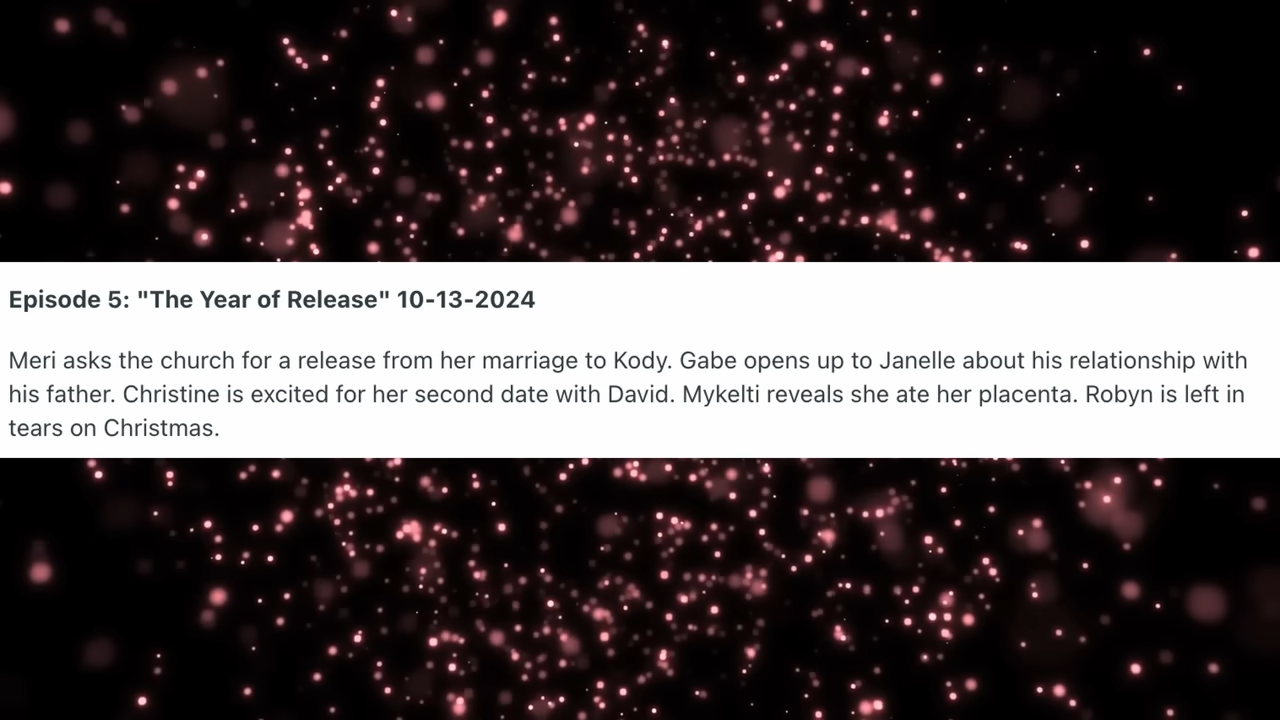 Episode 5: "The Year of Release" 10-13-2024
Meri asks the church for a release from her marriage to Kody. Gabe opens up to Janelle about his relationship with
his father. Christine is excited for her second date with David. Mykelti reveals she ate her placenta. Robyn is left in
tears on Christmas.